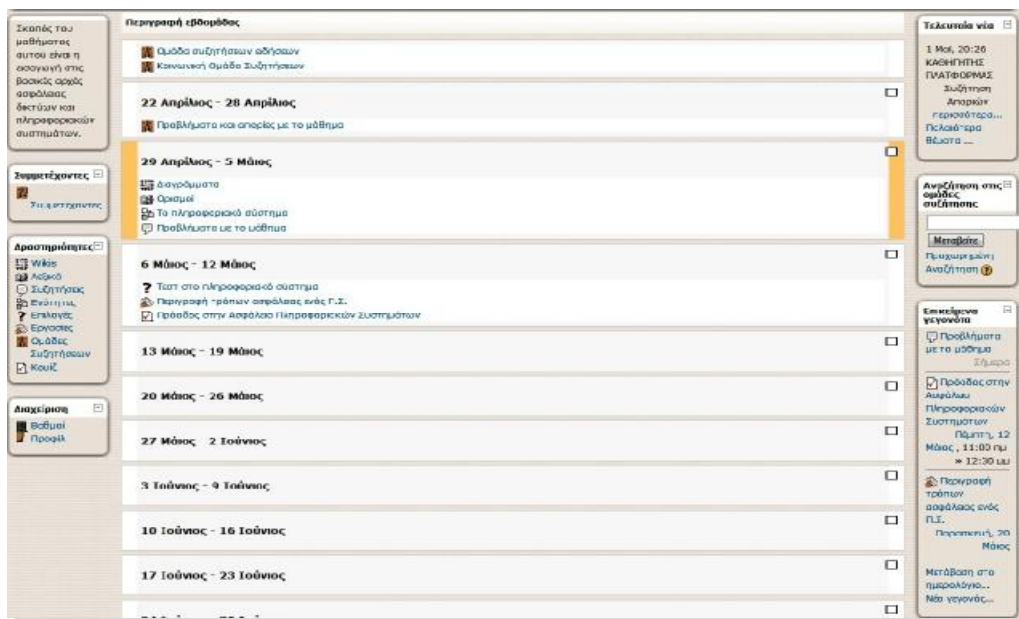 Σκοπός του
μαθήματος
αυτού είναι η
εισαγωγή στις
βασικές αρχές
ασφάλειας
δικτύων και
πληροφοριακών
συστημάτων.
Συμμετέχοντες
Συμμετέχοντες
Δραστηριότητες
Wikis
Λεξικό
Συζητήσεις
Ενότητες
Επιλογές
Εργασίες
Ομάδες
Συζητήσεων
Κουίζ
Διαχείριση
Βαθμοί
Προφίλ
Περιγραφή εβδομάδας
Ομάδα συζητήσεων ειδήσεων
Κοινωνική Ομάδα Συζητήσεων
22 Απρίλιος - 28 Απρίλιος
Προβλήματα και απορίες με το μάθημα
29 Απρίλιος - 5 Μάιος
Διαγράμματα
Ορισμοί
Το πληροφοριακό σύστημα
Προβλήματα με το μάθημα
6 Μάιος - 12 Μάιος
Τεστ στο πληροφοριακό σύστημα
Περιγραφή τρόπων ασφάλειας ενός Π.Σ.
Πρόοδος στην Ασφάλεια Πληροφοριακών Συστημάτων
13 Μάιος - 19 Μάιος
20 Μάιος - 26 Μάιος
27 Μάιος 2 Ιούνιος
3 Ιούνιος - 9 Ιούνιος
10 Ιούνιος - 16 Ιούνιος
17 Ιούνιος - 23 Ιούνιος
Τελευταία νέα
1 Μαϊ, 20:26
ΚΑΘΗΓΗΤΗΣ
ΠΛΑΤΦΟΡΜΑΣ
Συζήτηση
Αποριών
περισσότερα...
Παλαιότερα
θέματα ...
Αναζήτηση στις
ομάδες
συζήτησης
Μεταβείτε
Προχωρημένη
Αναζήτηση
Επικείμενα
γεγονότα
Προβλήματα
με το μάθημα
Σήμερα
Πρόοδος στην
Ασφάλεια
Πληροφοριακών
Συστημάτων
Πέμπτη, 12
Μάιος, 11:00 πμ
» 12:30 μμ
Περιγραφή
τρόπων
ασφάλειας ενός
Π.Σ.
Παρασκευή, 20
Μάιος
Μετάβαση στο
ημερολόγιο...
Νέο γεγονός...